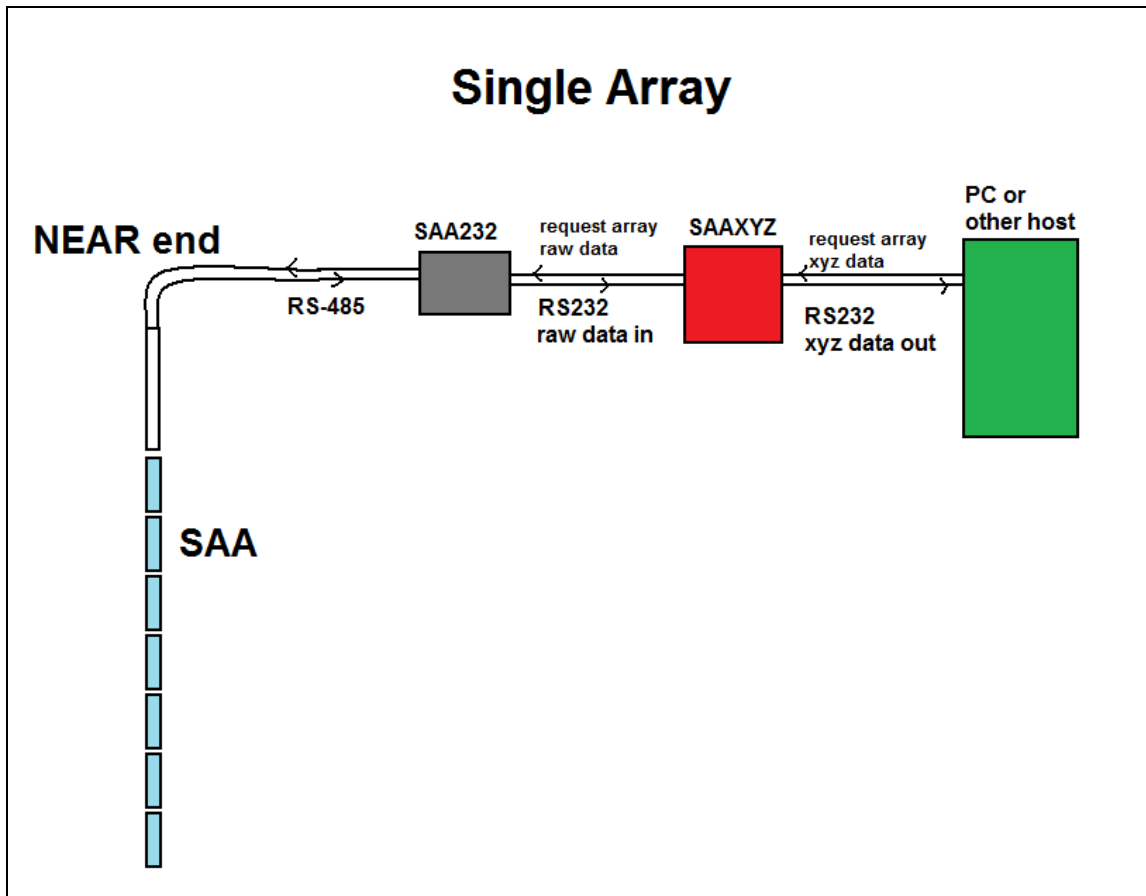 Single Array
NEAR end
RS-485
SAA232
request array
raw data
RS232
raw data in
SAAXYZ
request array
xyz data
RS232
xyz data out
PC or
other host
SAA